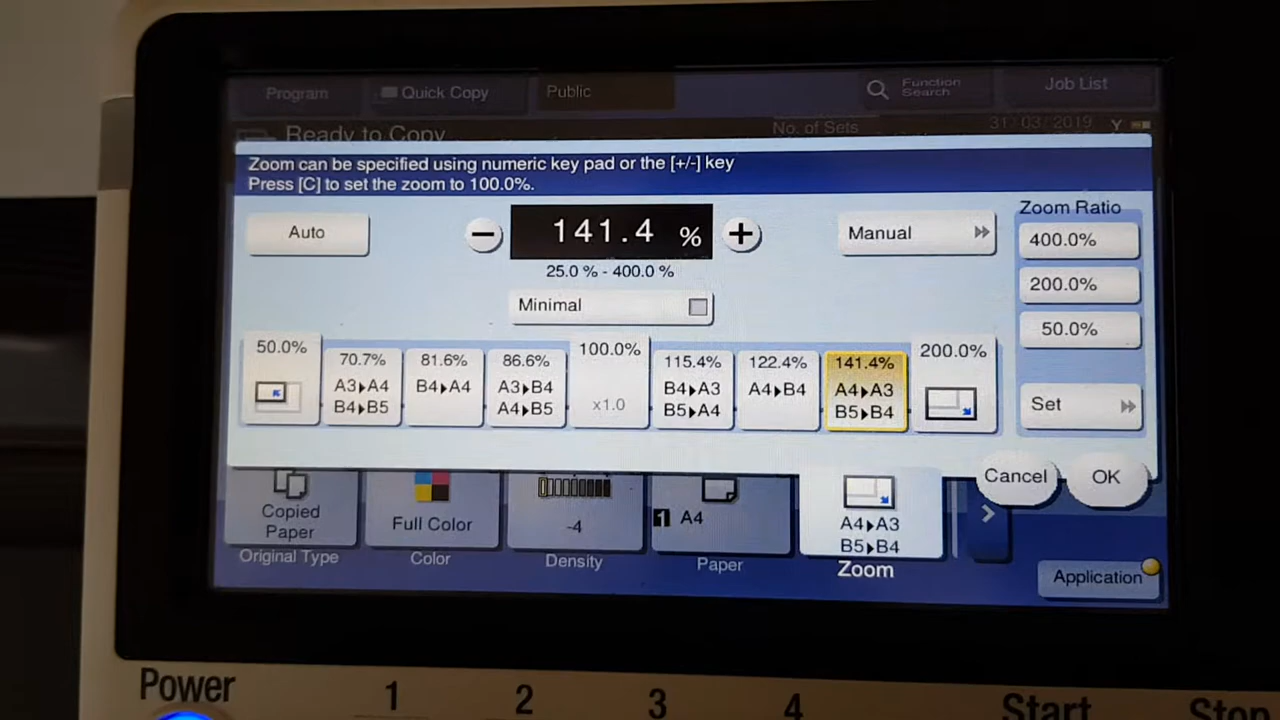 Program
Quick Copy
Public
Function
Search
Job List
Ready to Copy
No. of Sets
31/03/2019
Y
Zoom can be specified using numeric key pad or the [+/-] key
Press [C] to set the zoom to 100.0%.
Auto
−
141.4 %
+
Manual
Zoom Ratio
25.0 % - 400.0 %
400.0%
200.0%
50.0%
Minimal
50.0%
70.7%
A3▶A4
B4▶B5
81.6%
B4▶A4
86.6%
A3▶B4
A4▶B5
100.0%
x1.0
115.4%
B4▶A3
B5▶A4
122.4%
A4▶B4
141.4%
A4▶A3
B5▶B4
200.0%
Set
Cancel
OK
Copied
Paper
Original Type
Full Color
Color
-4
Density
1 A4
Paper
A4▶A3
B5▶B4
Zoom
Application
Power
1
2
3
4
Start
Stop